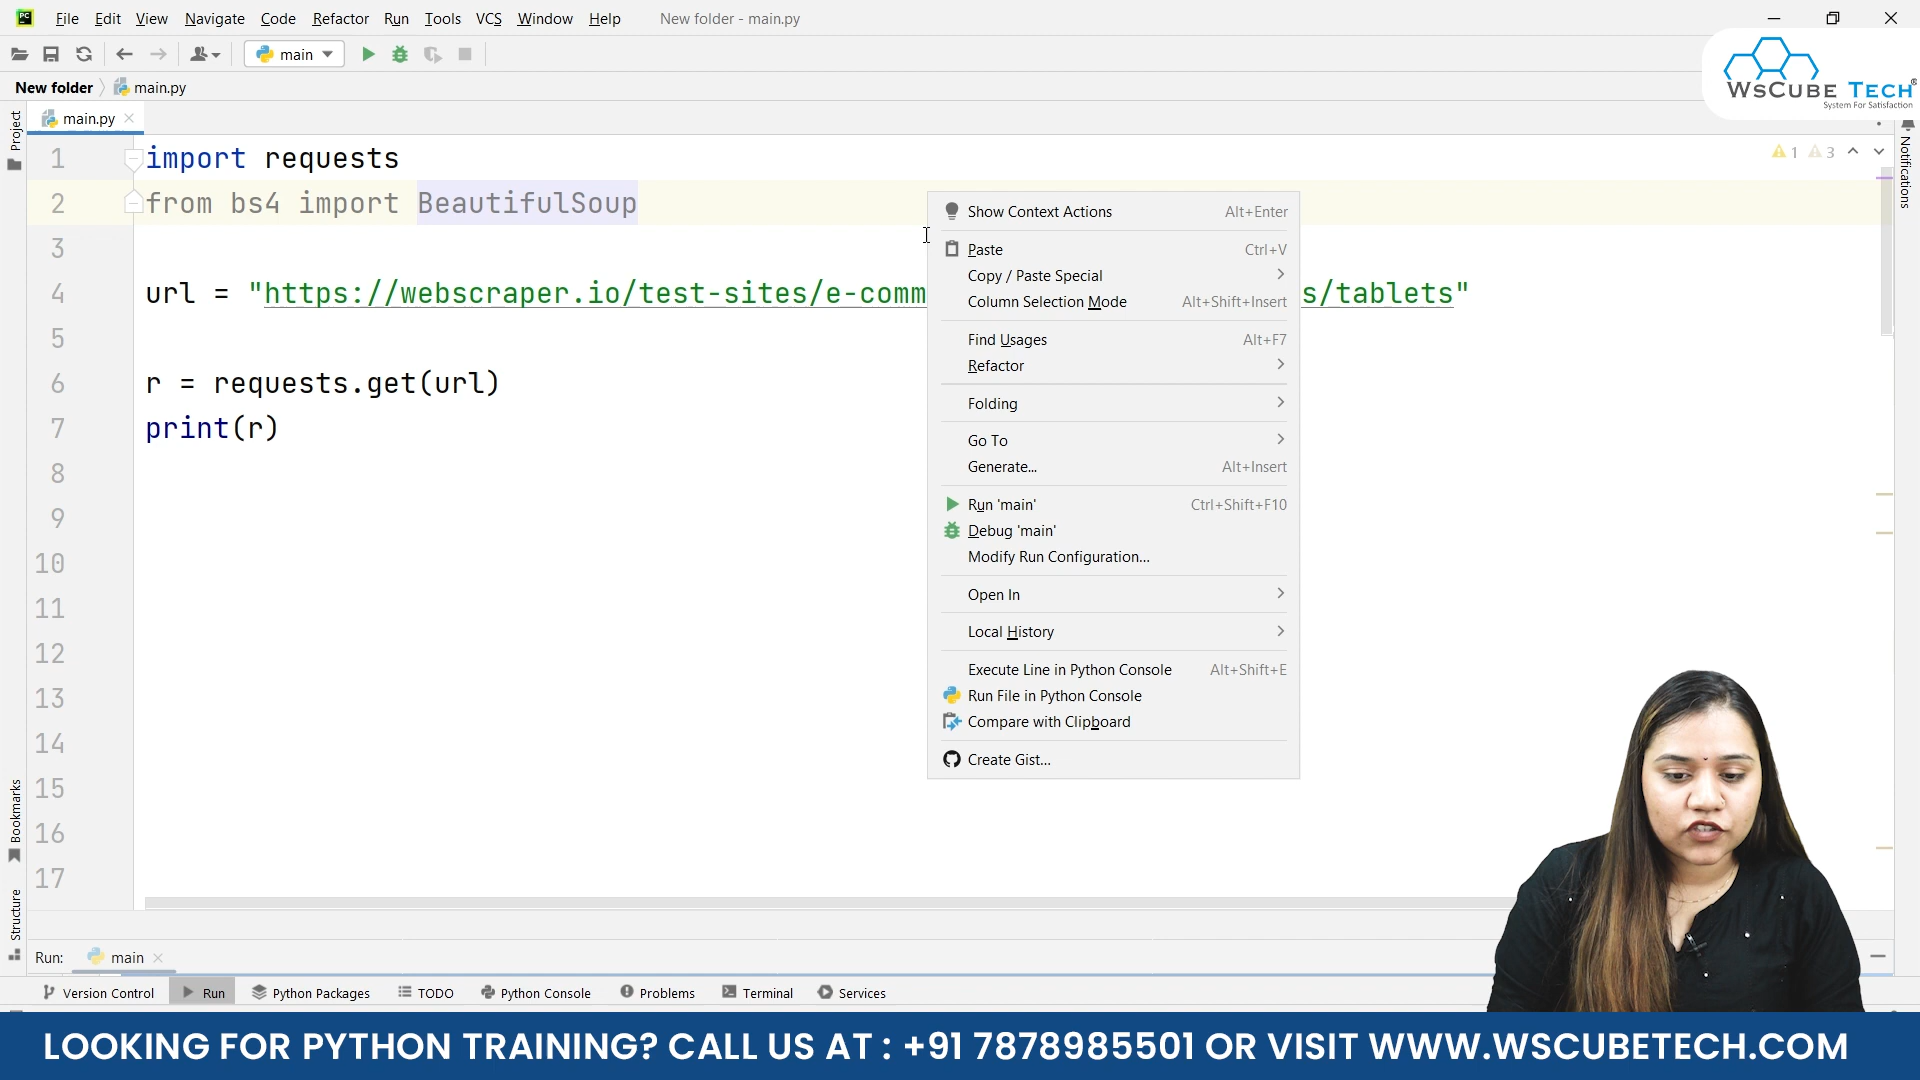 PC File Edit View Navigate Code Refactor Run Tools VCS Window Help New folder - main.py
main
WSCUBE TECH®
System For Satisfaction
New folder main.py
main.py
Project
Notifications
1 3
1 import requests
2 from bs4 import BeautifulSoup
3
4 url = "https://webscraper.io/test-sites/e-comm s/tablets"
5
6 r = requests.get(url)
7 print(r)
8
9
10
11
12
13
14
15
16
17
Show Context Actions Alt+Enter
Paste Ctrl+V
Copy / Paste Special
Column Selection Mode Alt+Shift+Insert
Find Usages Alt+F7
Refactor
Folding
Go To
Generate... Alt+Insert
Run 'main' Ctrl+Shift+F10
Debug 'main'
Modify Run Configuration...
Open In
Local History
Execute Line in Python Console Alt+Shift+E
Run File in Python Console
Compare with Clipboard
Create Gist...
Bookmarks
Structure
Run: main
Version Control Run Python Packages TODO Python Console Problems Terminal Services
LOOKING FOR PYTHON TRAINING? CALL US AT : +91 7878985501 OR VISIT WWW.WSCUBETECH.COM